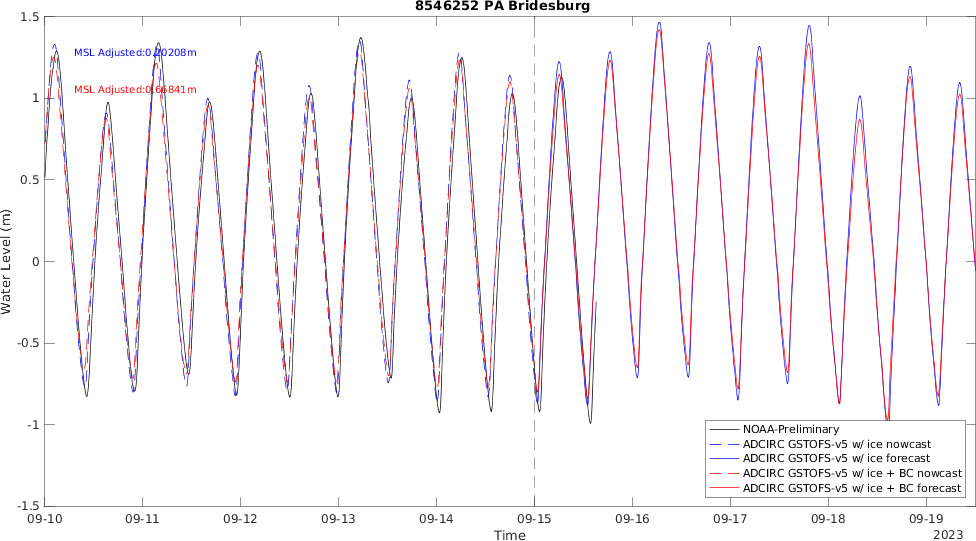 8546252 PA Bridesburg
MSL Adjusted:0.20208m
MSL Adjusted:0.66841m
1.5
1
0.5
0
-0.5
-1
-1.5
Water Level (m)
NOAA-Preliminary
ADCIRC GSTOFS-v5 w/ ice nowcast
ADCIRC GSTOFS-v5 w/ ice forecast
ADCIRC GSTOFS-v5 w/ ice + BC nowcast
ADCIRC GSTOFS-v5 w/ ice + BC forecast
09-10 09-11 09-12 09-13 09-14 09-15 09-16 09-17 09-18 09-19
Time
2023